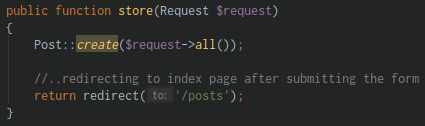 public function store(Request $request)
{
    Post::create($request->all());

    //..redirecting to index page after submitting the form
    return redirect( to: '/posts');
}